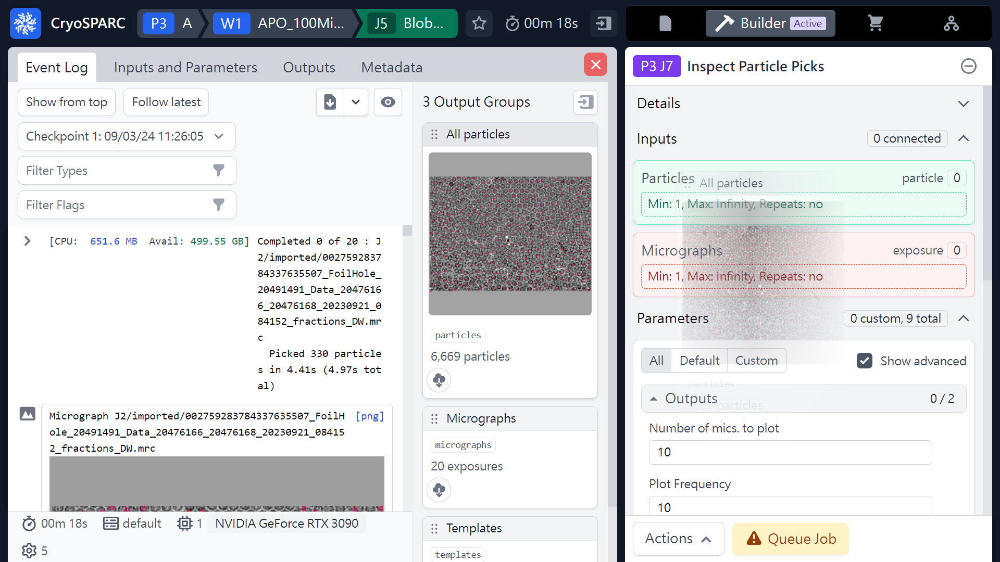 CryoSPARC
P3 A
W1 APO_100Mi...
J5 Blob...
00m 18s
Builder Active
Event Log
Inputs and Parameters
Outputs
Metadata
Show from top
Follow latest
Checkpoint 1: 09/03/24 11:26:05
Filter Types
Filter Flags
[CPU: 651.6 MB Avail: 499.55 GB]
Completed 0 of 20 : J
2/imported/0027592837
84337635507_FoilHole_
20491491_Data_2047616
6_20476168_20230921_0
84152_fractions_DW.mr
c
Picked 330 particle
s in 4.41s (4.97s tot
al)
Micrograph J2/imported/002759283784337635507_FoilH [png]
ole_20491491_Data_20476166_20476168_20230921_08415
2_fractions_DW.mrc
00m 18s
default
1
NVIDIA GeForce RTX 3090
5
3 Output Groups
All particles
particles
6,669 particles
Micrographs
micrographs
20 exposures
Templates
templates
P3 J7 Inspect Particle Picks
Details
Inputs
0 connected
Particles
particle 0
All particles
Min: 1, Max: Infinity, Repeats: no
Micrographs
exposure 0
Min: 1, Max: Infinity, Repeats: no
Parameters
0 custom, 9 total
All Default Custom
Show advanced
particles
Outputs
0 / 2
6,669 particles
Number of mics. to plot
10
Plot Frequency
10
Actions
Queue Job